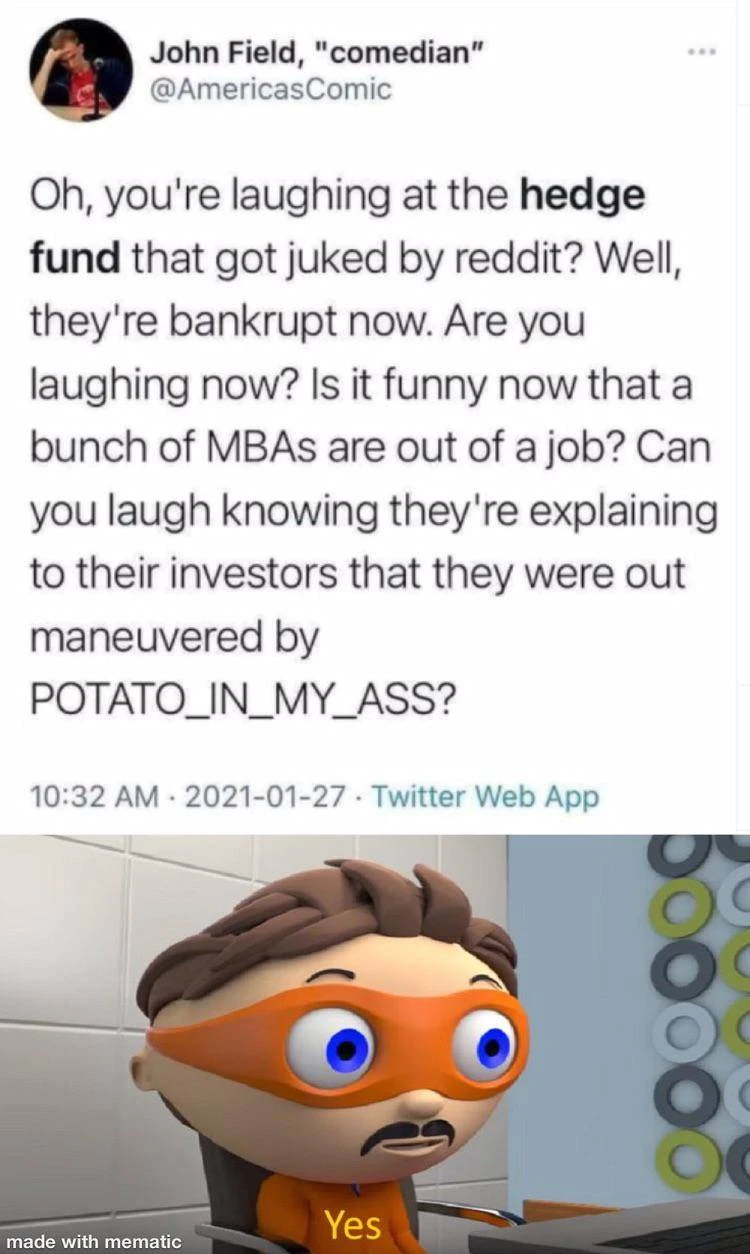 John Field, "comedian"
@AmericasComic
Oh, you're laughing at the hedge
fund that got juked by reddit? Well,
they're bankrupt now. Are you
laughing now? Is it funny now that a
bunch of MBAs are out of a job? Can
you laugh knowing they're explaining
to their investors that they were out
maneuvered by
POTATO_IN_MY_ASS?
10:32 AM · 2021-01-27 · Twitter Web App
Yes
made with mematic